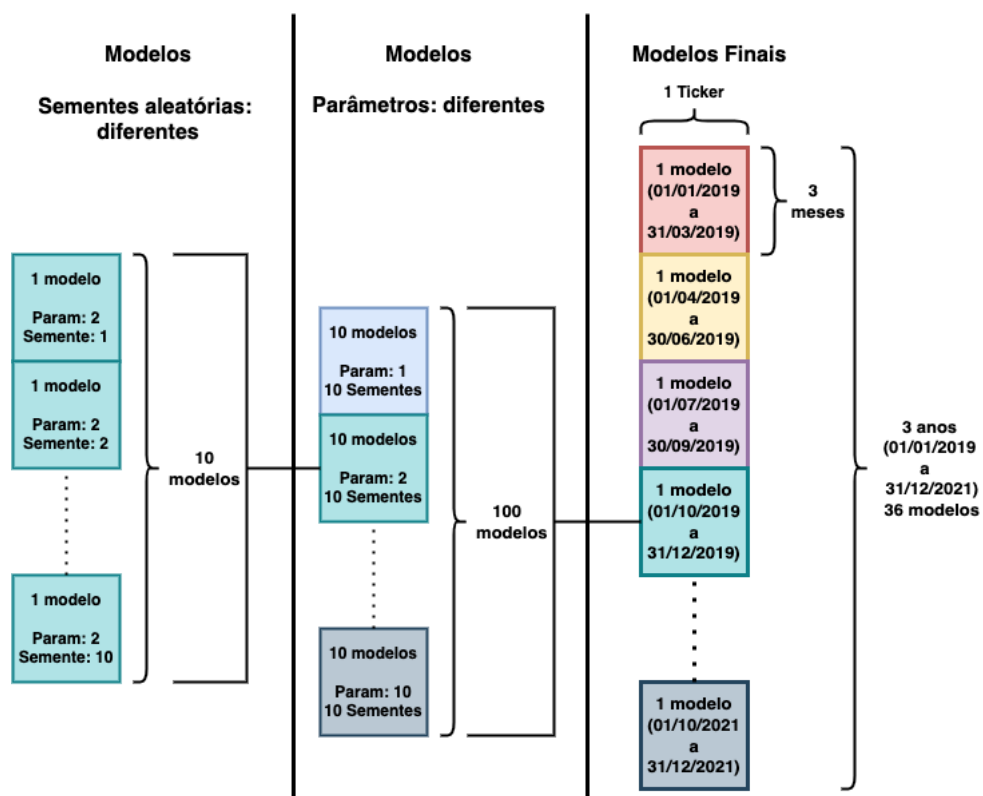 Modelos
Sementes aleatórias:
diferentes
1 modelo
Param: 2
Semente: 1
1 modelo
Param: 2
Semente: 2
1 modelo
Param: 2
Semente: 10
10
modelos
Modelos
Parâmetros: diferentes
10 modelos
Param: 1
10 Sementes
10 modelos
Param: 2
10 Sementes
10 modelos
Param: 10
10 Sementes
100
modelos
Modelos Finais
1 Ticker
1 modelo
(01/01/2019
a
31/03/2019)
3
meses
1 modelo
(01/04/2019
a
30/06/2019)
1 modelo
(01/07/2019
a
30/09/2019)
1 modelo
(01/10/2019
a
31/12/2019)
1 modelo
(01/10/2021
a
31/12/2021)
3 anos
(01/01/2019
a
31/12/2021)
36 modelos